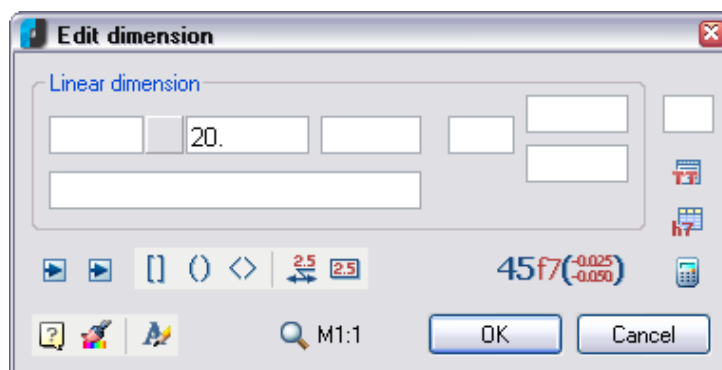 Edit dimension
Linear dimension
20.
T3
h7
[] () <> 2.5 2.5 45f7(-0.025 -0.050)
M1:1 OK Cancel